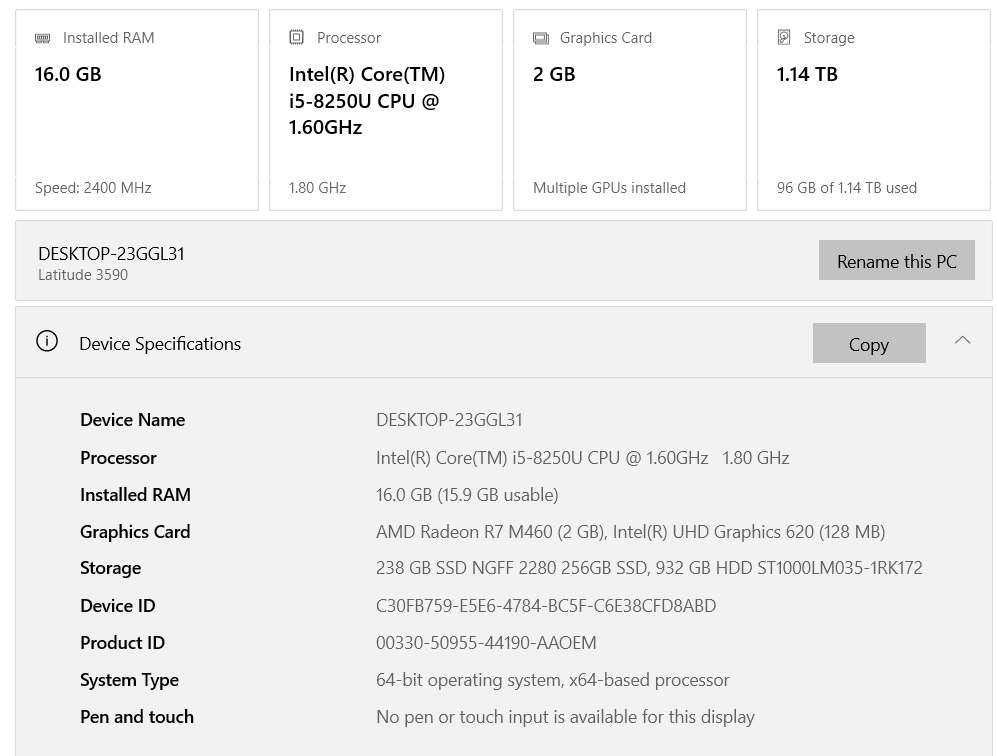 Installed RAM
16.0 GB
Speed: 2400 MHz
Processor
Intel(R) Core(TM)
i5-8250U CPU @
1.60GHz
1.80 GHz
Graphics Card
2 GB
Multiple GPUs installed
Storage
1.14 TB
96 GB of 1.14 TB used
DESKTOP-23GGL31
Latitude 3590
Rename this PC
Device Specifications
Copy
Device Name DESKTOP-23GGL31
Processor Intel(R) Core(TM) i5-8250U CPU @ 1.60GHz 1.80 GHz
Installed RAM 16.0 GB (15.9 GB usable)
Graphics Card AMD Radeon R7 M460 (2 GB), Intel(R) UHD Graphics 620 (128 MB)
Storage 238 GB SSD NGFF 2280 256GB SSD, 932 GB HDD ST1000LM035-1RK172
Device ID C30FB759-E5E6-4784-BC5F-C6E38CFD8ABD
Product ID 00330-50955-44190-AAOEM
System Type 64-bit operating system, x64-based processor
Pen and touch No pen or touch input is available for this display